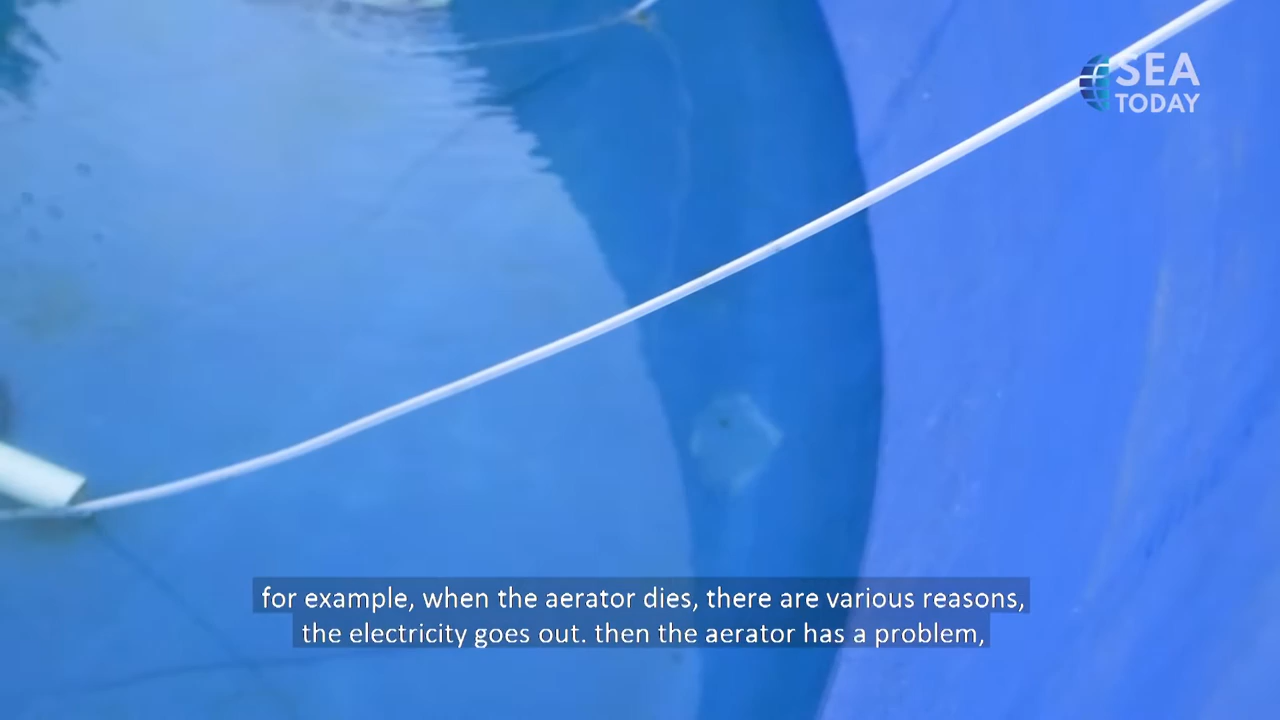 SEA
TODAY
for example, when the aerator dies, there are various reasons,
the electricity goes out. then the aerator has a problem,